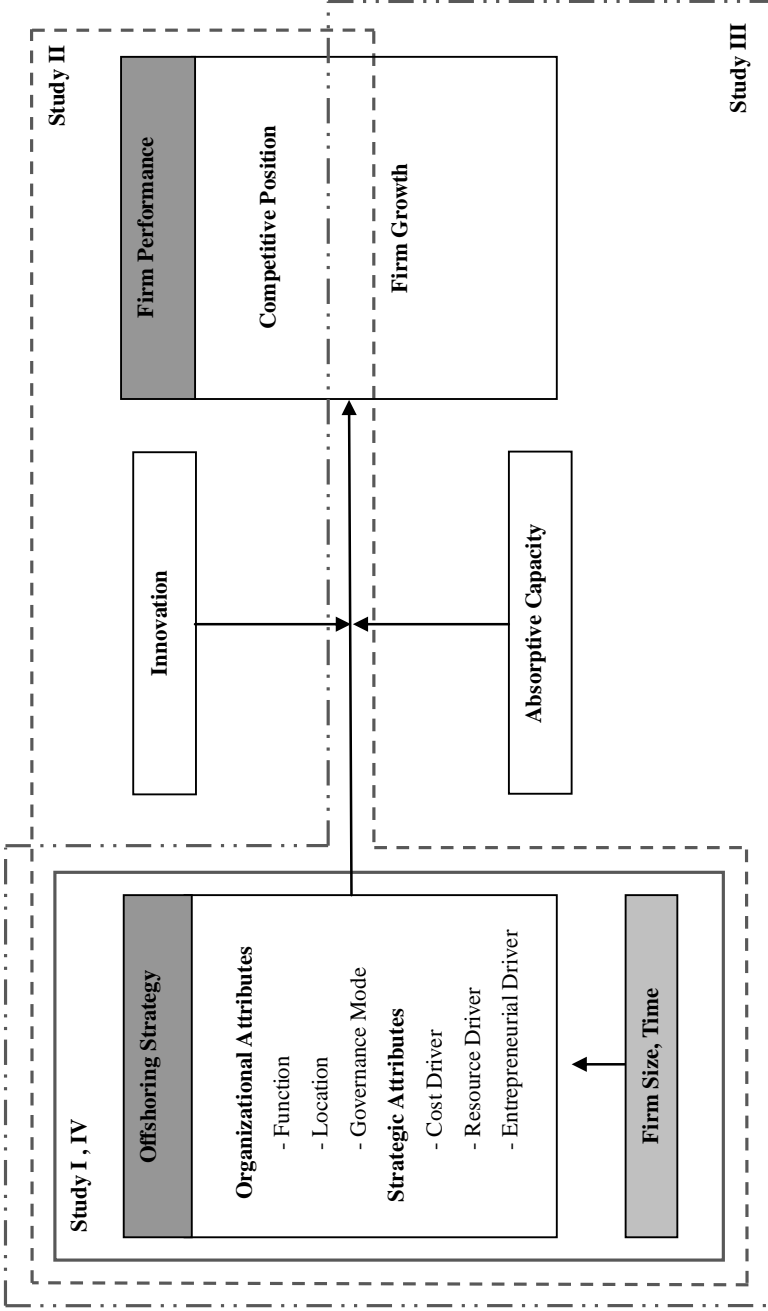 Study I , IV
Offshoring Strategy
Organizational Attributes
- Function
- Location
- Governance Mode
Strategic Attributes
- Cost Driver
- Resource Driver
- Entrepreneurial Driver
Firm Size, Time
Innovation
Absorptive Capacity
Study II
Firm Performance
Competitive Position
Firm Growth
Study III